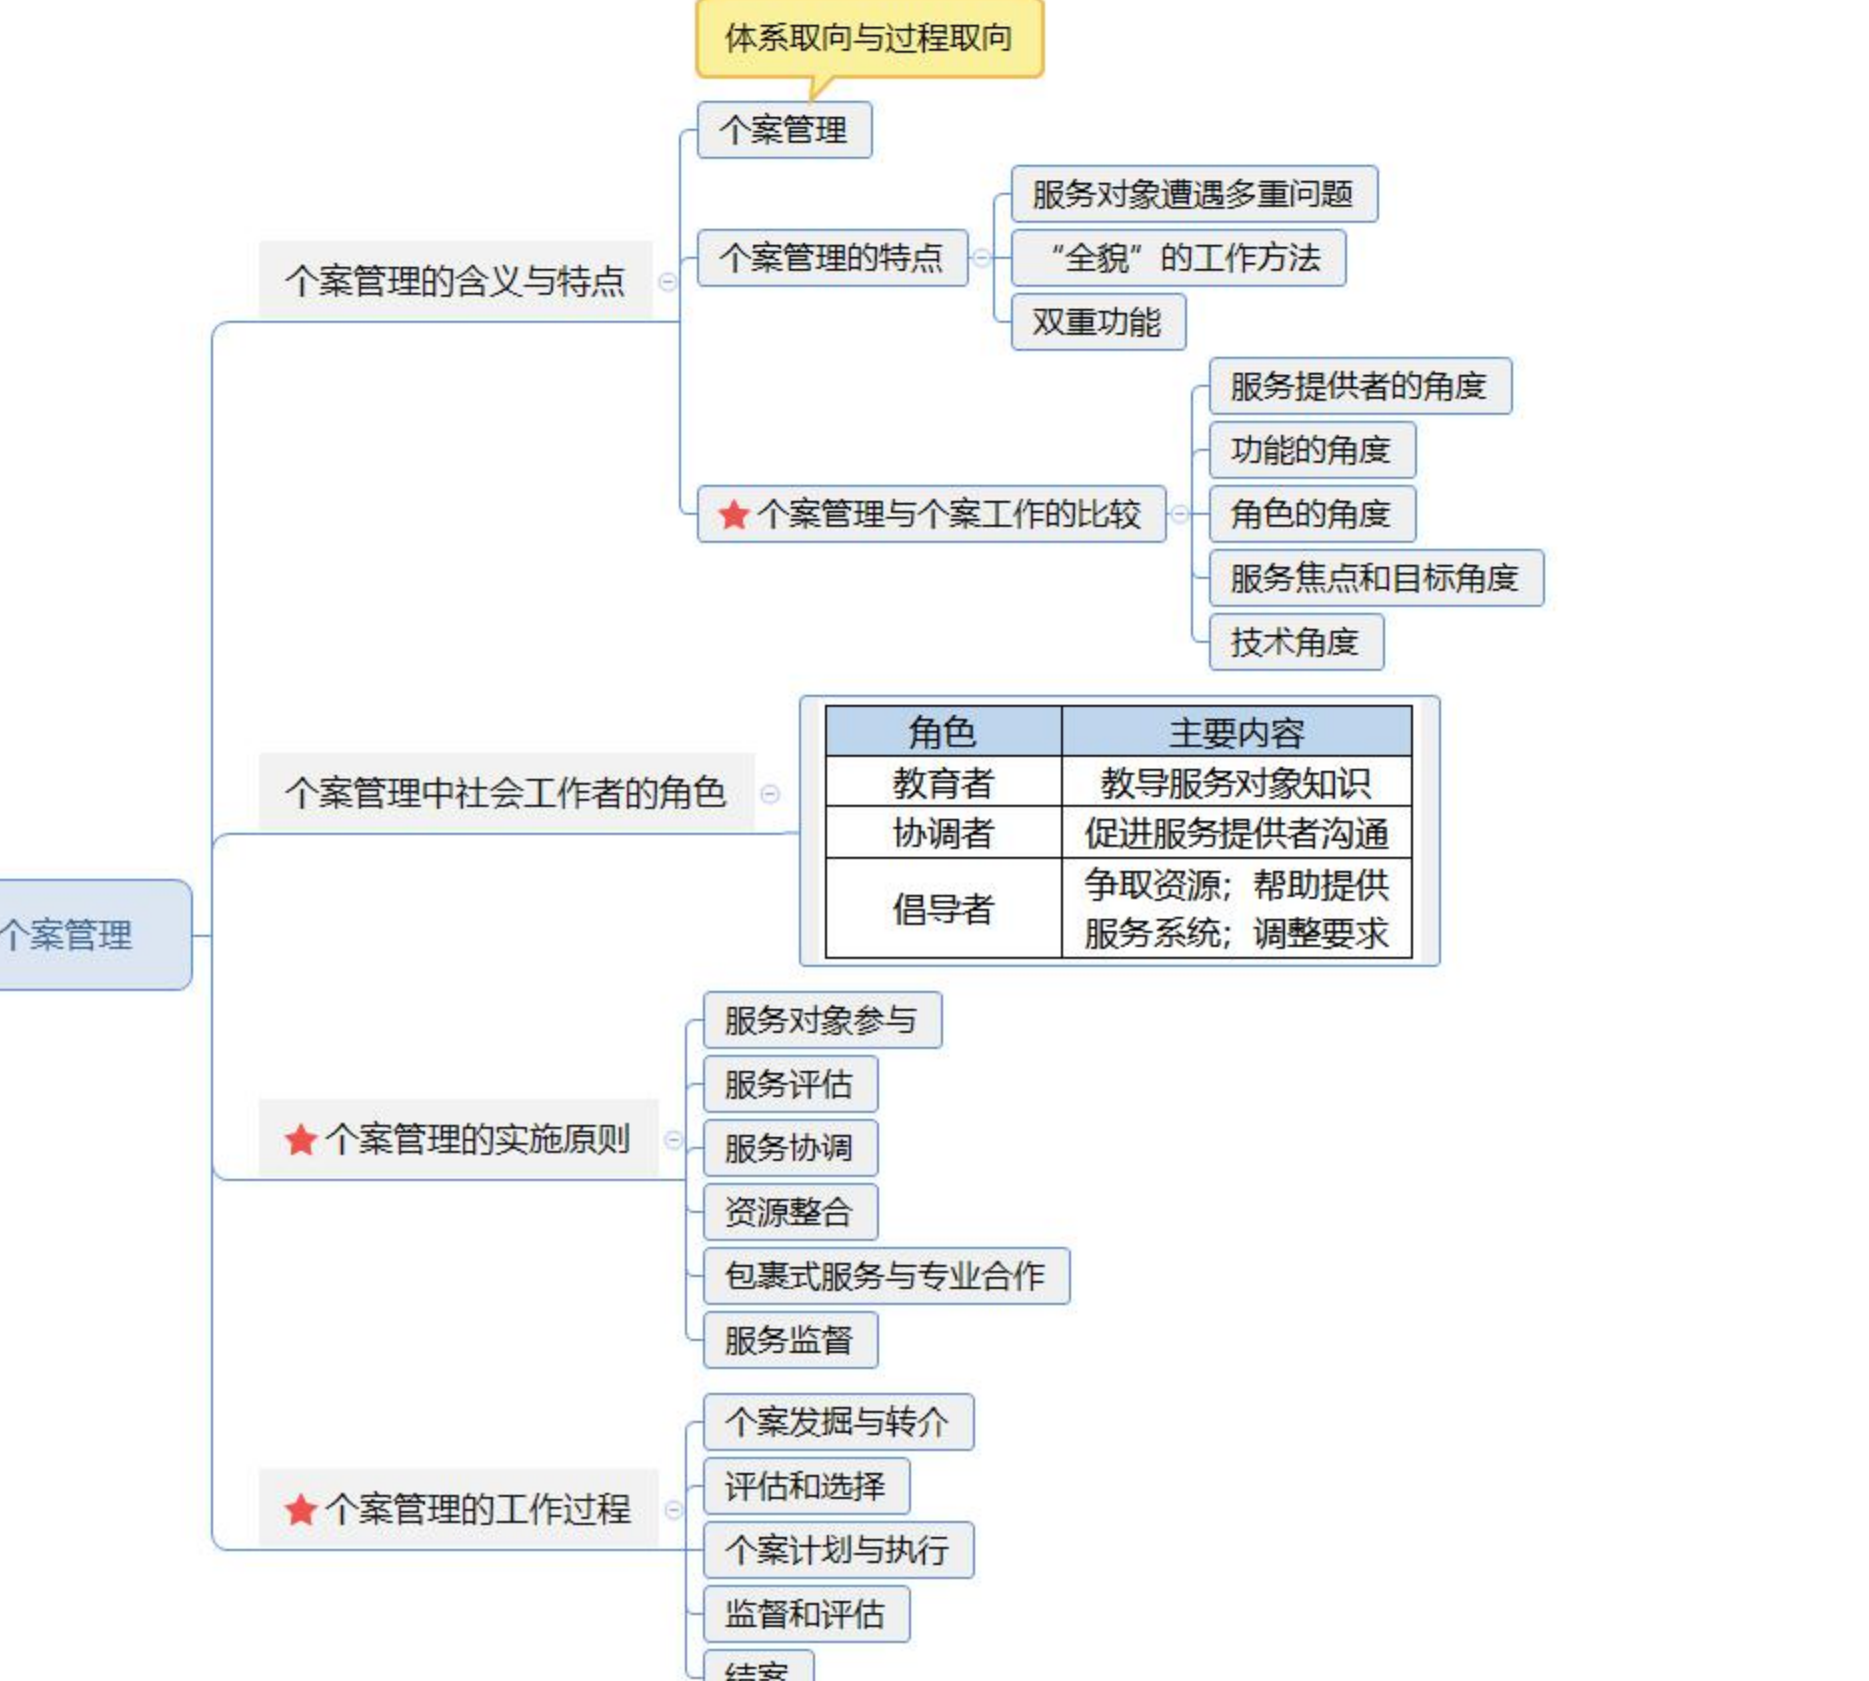 体系取向与过程取向
个案管理
服务对象遭遇多重问题
个案管理的特点
“全貌”的工作方法
个案管理的含义与特点
双重功能
服务提供者的角度
功能的角度
个案管理与个案工作的比较
角色的角度
服务焦点和目标角度
技术角度
个案管理中社会工作者的角色
角色 主要内容
教育者 教导服务对象知识
协调者 促进服务提供者沟通
倡导者 争取资源；帮助提供
服务系统；调整要求
个案管理
服务对象参与
服务评估
个案管理的实施原则
服务协调
资源整合
包裹式服务与专业合作
服务监督
个案发掘与转介
评估和选择
个案管理的工作过程
个案计划与执行
监督和评估
结案